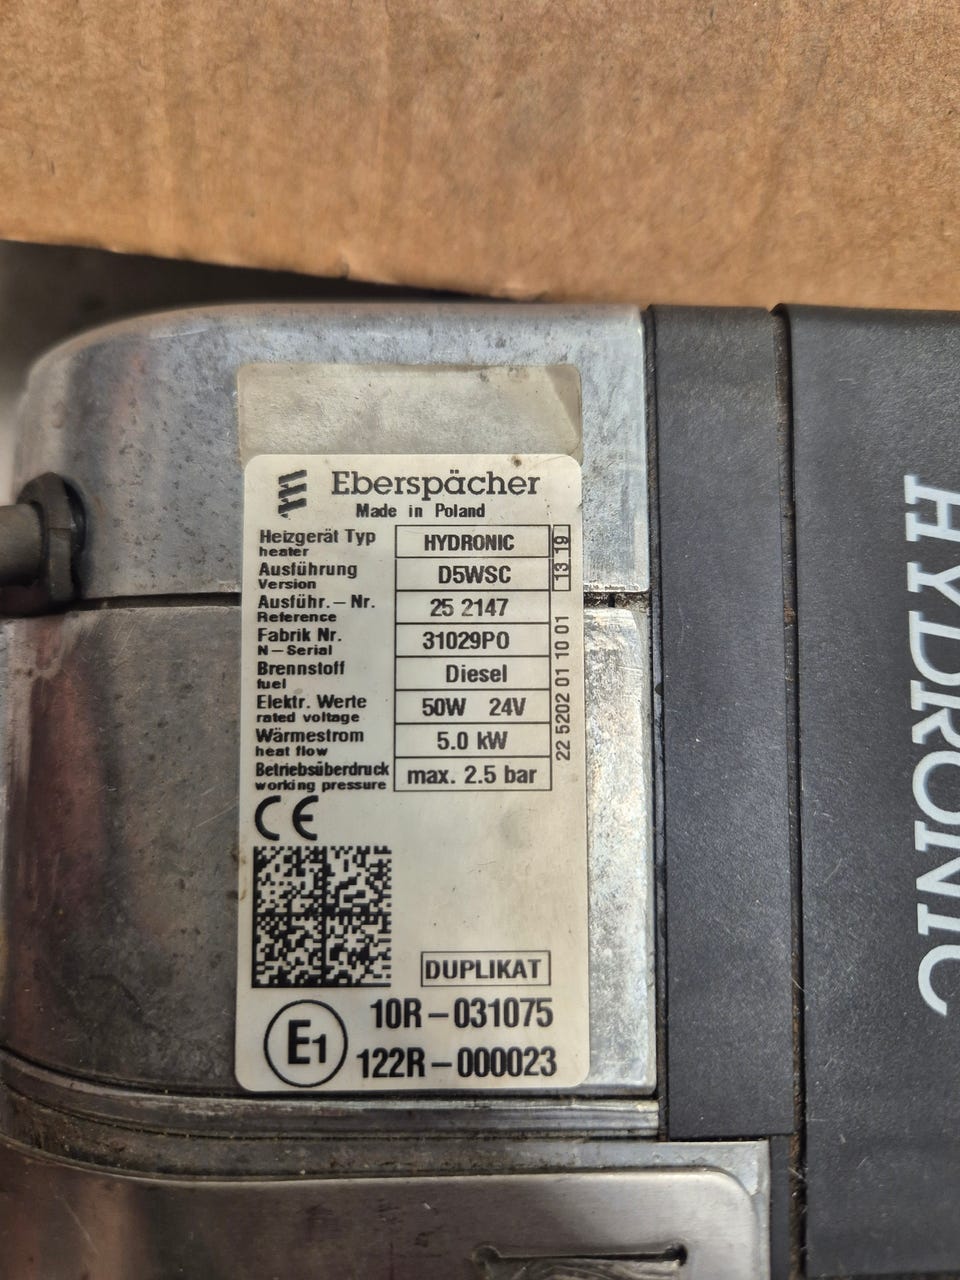 Eberspächer
Made in Poland
Heizgerät Typ
heater
HYDRONIC
Ausführung
Version
D5WSC
Ausführ.–Nr.
Reference
25 2147
Fabrik Nr.
N–Serial
31029P0
Brennstoff
fuel
Diesel
Elektr. Werte
rated voltage
50W 24V
Wärmestrom
heat flow
5.0 kW
Betriebsüberdruck
working pressure
max. 2.5 bar
13 19
22 5202 01 10 01
CE
DUPLIKAT
E1
10R–031075
122R–000023
HYDRONIC